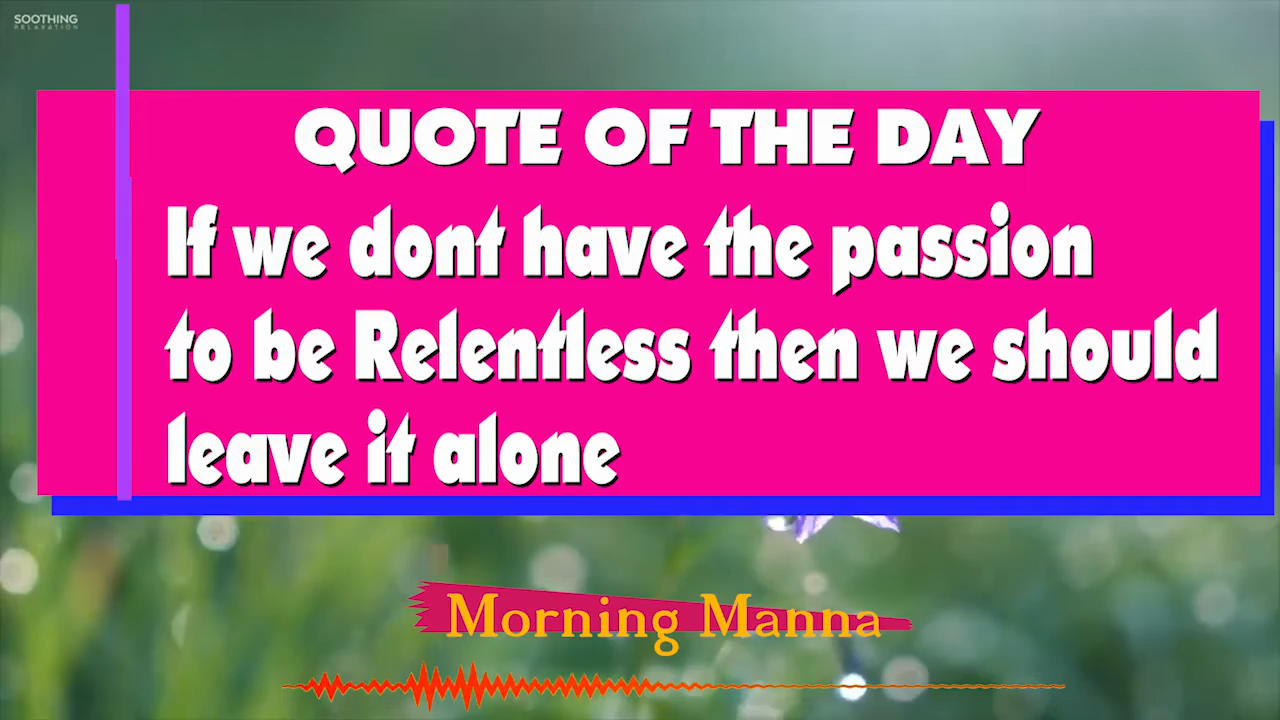 SOOTHING
RELAXATION
QUOTE OF THE DAY
If we dont have the passion
to be Relentless then we should
leave it alone
Morning Manna